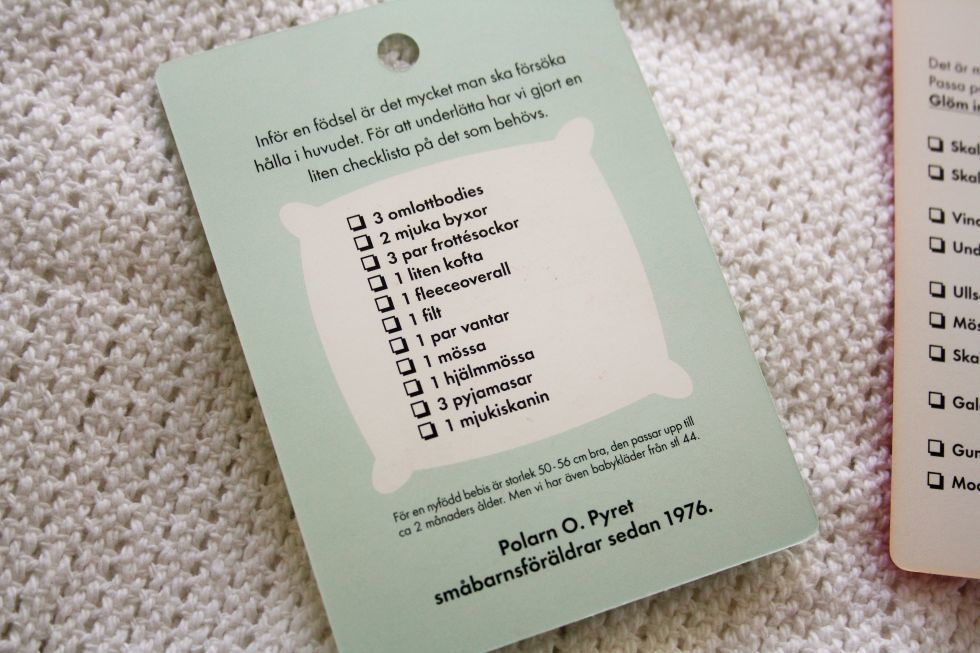 Inför en födsel är det mycket man ska försöka
hålla i huvudet. För att underlätta har vi gjort en
liten checklista på det som behövs.
3 omlottbodies
2 mjuka byxor
3 par frottésockor
1 liten kofta
1 fleeceoverall
1 filt
1 par vantar
1 mössa
1 hjälmmössa
3 pyjamasar
1 mjukiskanin
För en nyfödd bebis är storlek 50-56 cm bra, den passar upp till
ca 2 månaders ålder. Men vi har även babykläder från stl 44.
Polarn O. Pyret
småbarnsföräldrar sedan 1976.
Det är
Passa
Glöm